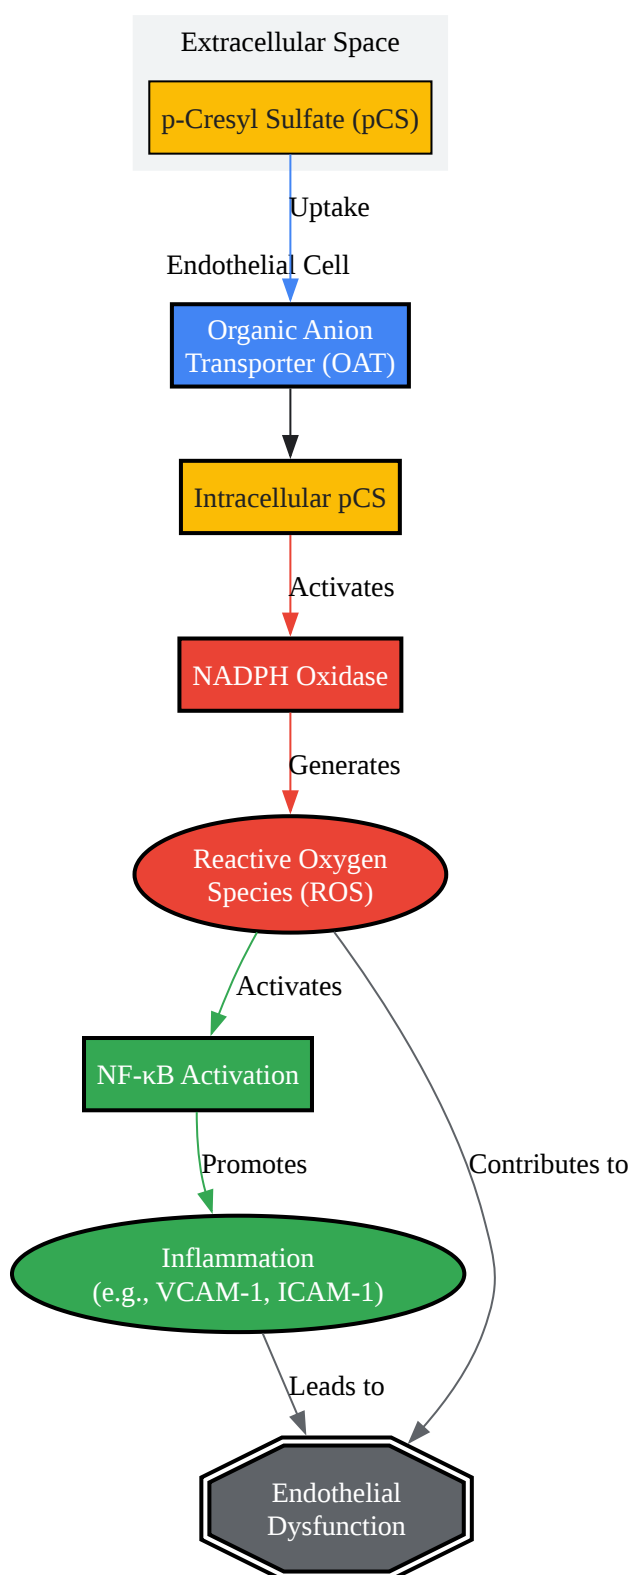 Extracellular Space
p-Cresyl Sulfate (pCS)
Uptake
Endothelial Cell
Organic Anion
Transporter (OAT)
Intracellular pCS
Activates
NADPH Oxidase
Generates
Reactive Oxygen
Species (ROS)
Activates
NF-κB Activation
Promotes
Contributes to
Inflammation
(e.g., VCAM-1, ICAM-1)
Leads to
Endothelial
Dysfunction